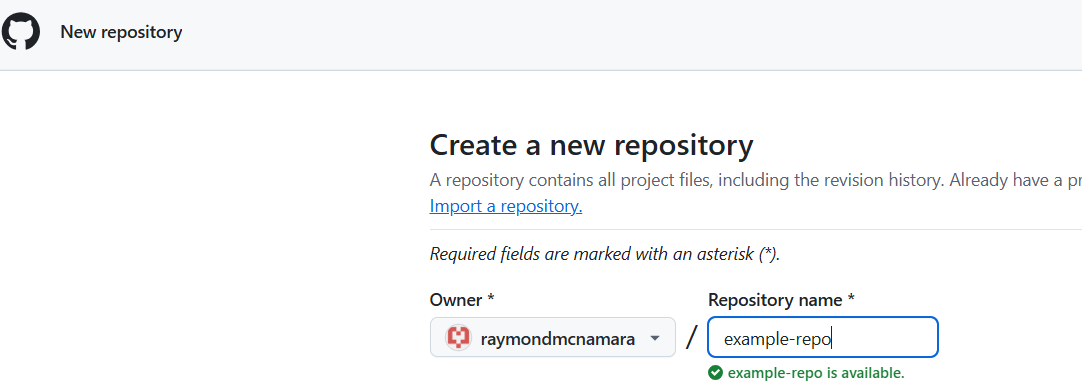 New repository
Create a new repository
A repository contains all project files, including the revision history. Already have a pr
Import a repository.
Required fields are marked with an asterisk (*).
Owner * Repository name *
raymondmcnamara / example-repo
example-repo is available.